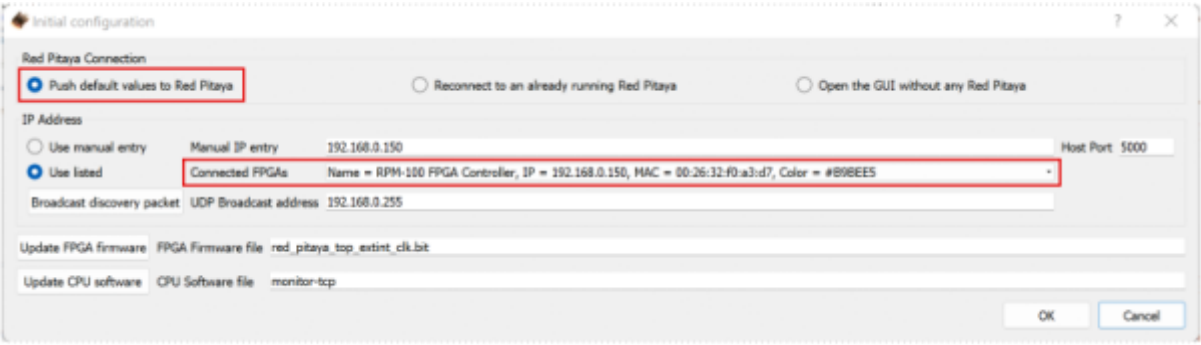 Initial configuration ?
Red Pitaya Connection
Push default values to Red Pitaya Reconnect to an already running Red Pitaya Open the GUI without any Red Pitaya
IP Address
Use manual entry Manual IP entry 192.168.0.150 Host Port 5000
Use listed Connected FPGAs Name = RPM-100 FPGA Controller, IP = 192.168.0.150, MAC = 00:26:32:f0:a3:d7, Color = #B9BEE5
Broadcast discovery packet UDP Broadcast address 192.168.0.255
Update FPGA firmware FPGA Firmware file red_pitaya_top_extint_clk.bit
Update CPU software CPU Software file monitor-tcp
OK Cancel